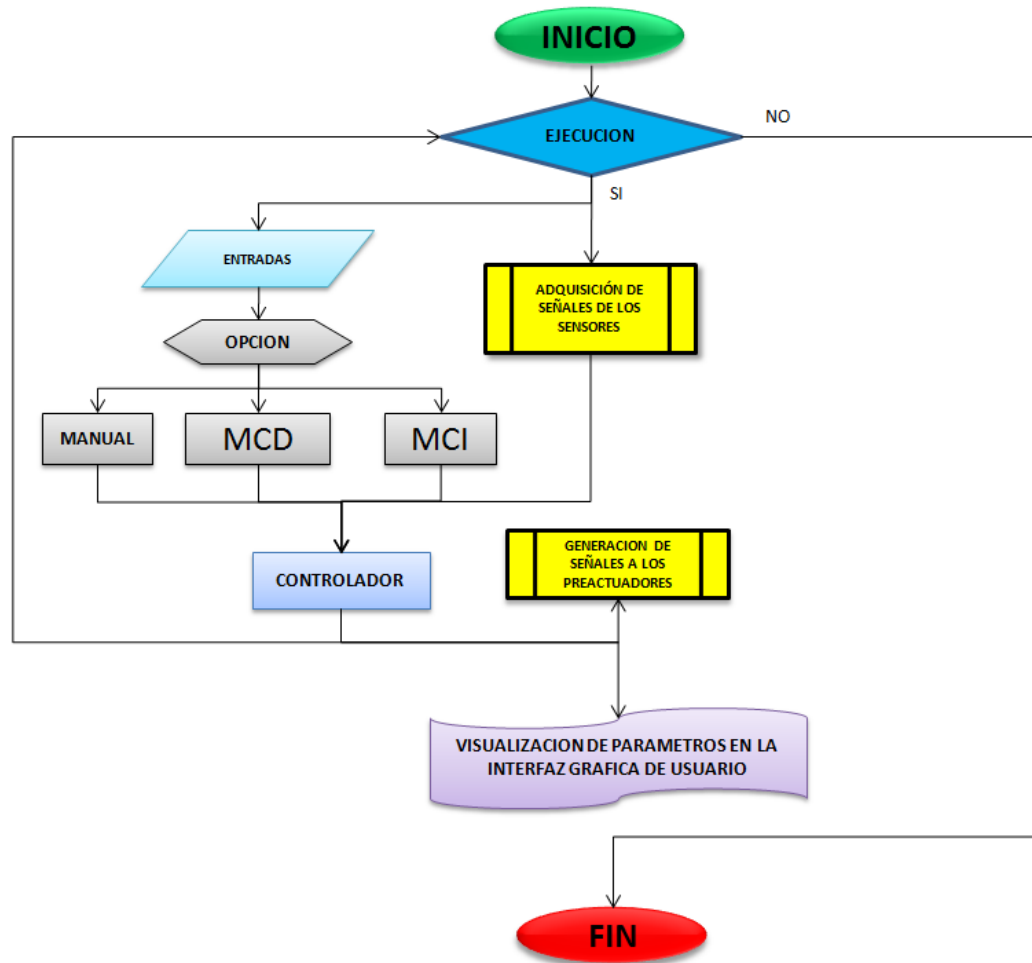 INICIO
EJECUCION
NO
SI
ENTRADAS
ADQUISICIÓN DE
SEÑALES DE LOS
SENSORES
OPCION
MANUAL
MCD
MCI
CONTROLADOR
GENERACION DE
SEÑALES A LOS
PREACTUADORES
VISUALIZACION DE PARAMETROS EN LA
INTERFAZ GRAFICA DE USUARIO
FIN